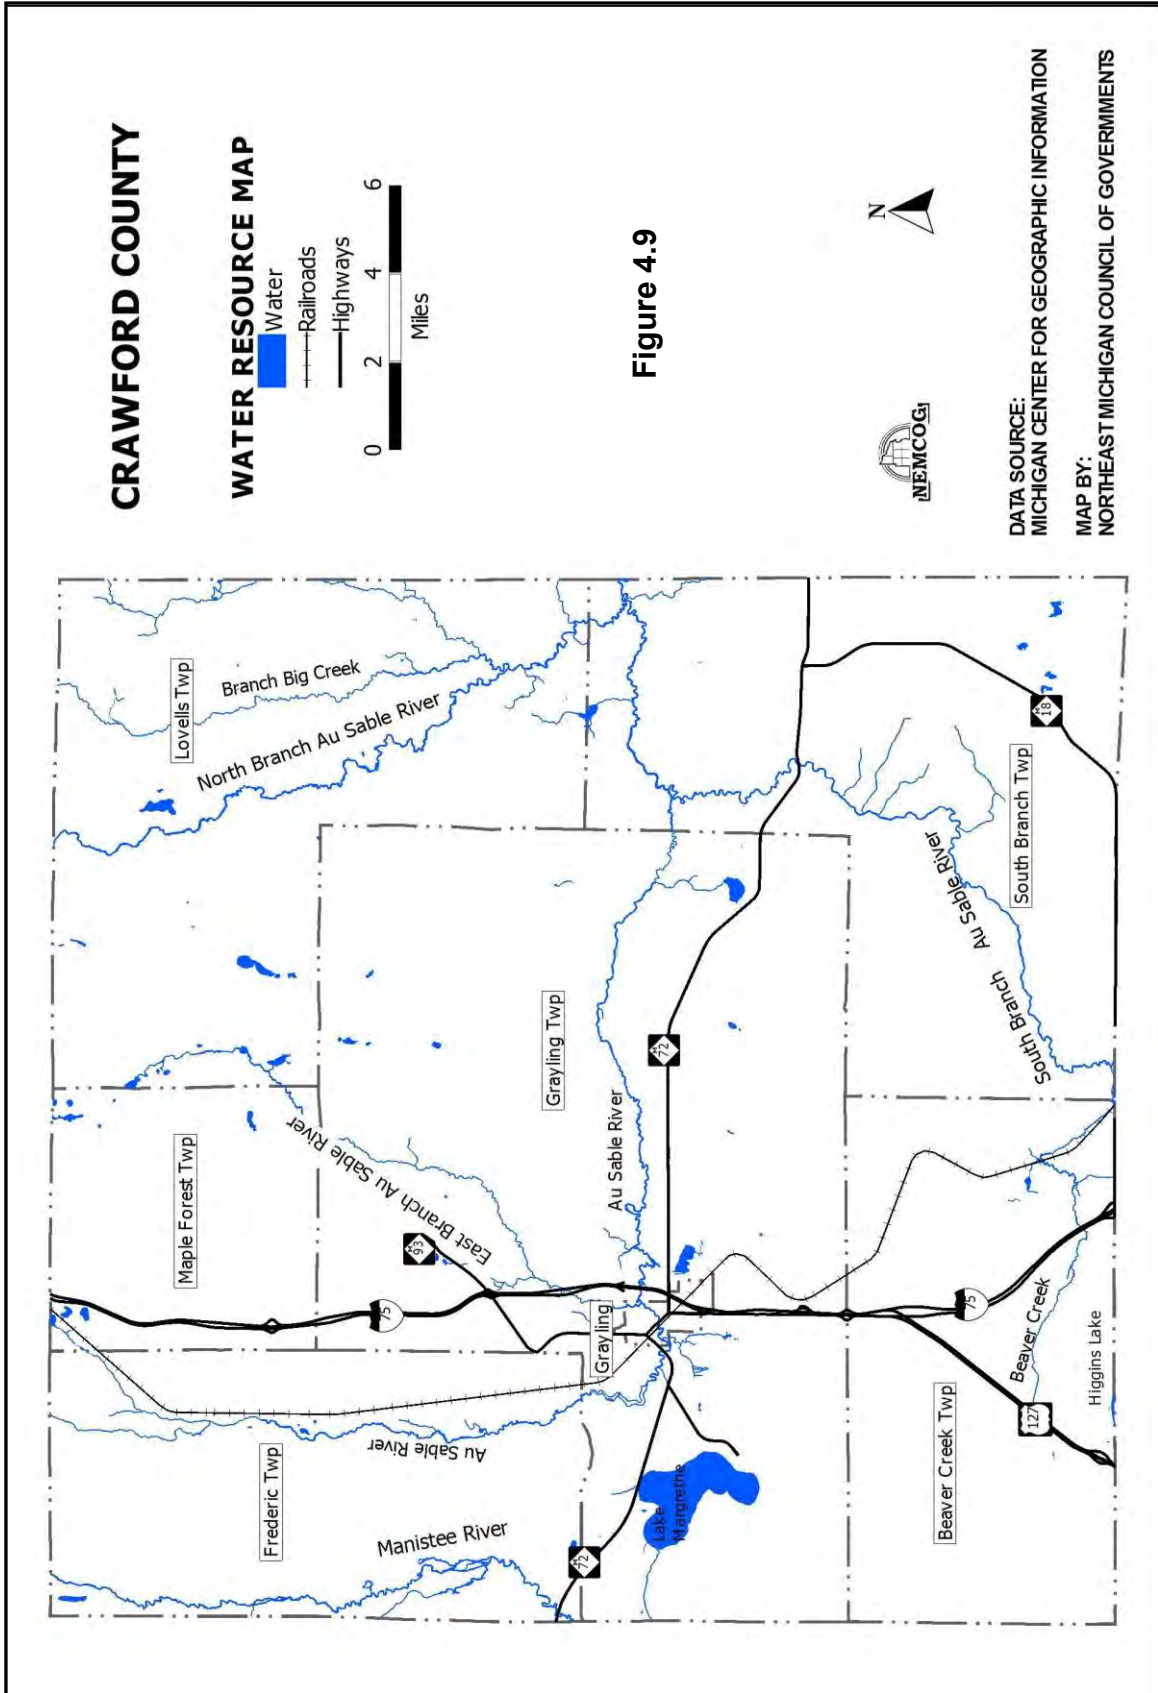 CRAWFORD COUNTY
WATER RESOURCE MAP
Water
Railroads
Highways
0 2 4 6
Miles
Figure 4.9
N
NEMCOG
DATA SOURCE:
MICHIGAN CENTER FOR GEOGRAPHIC INFORMATION
MAP BY:
NORTHEAST MICHIGAN COUNCIL OF GOVERNMENTS
Lovells Twp
Branch Big Creek
North Branch Au Sable River
Maple Forest Twp
East Branch Au Sable River
M
93
75
Frederic Twp
Au Sable River
Manistee River
M
72
Grayling Twp
Au Sable River
M
72
Grayling
Lake
Margrethe
South Branch Twp
South Branch Au Sable River
M
18
75
Beaver Creek
Higgins Lake
127
Beaver Creek Twp